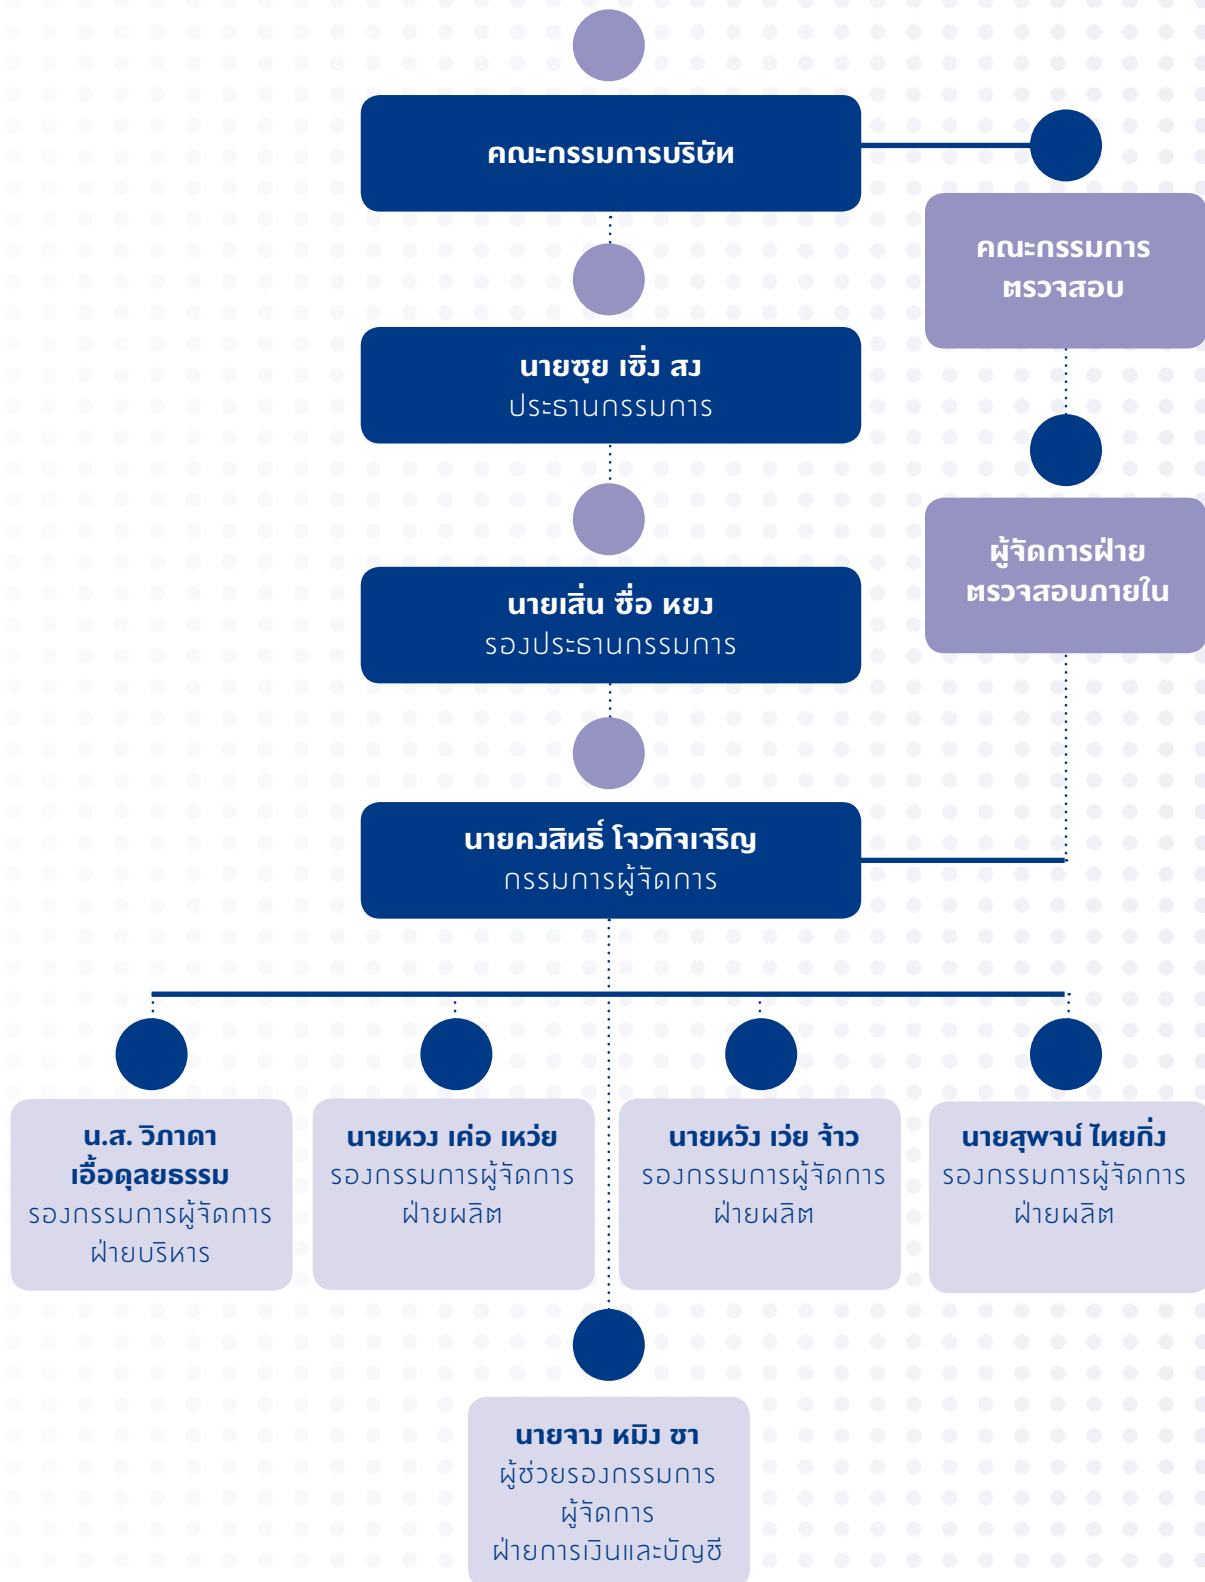 คณะกรรมการบริษัท
คณะกรรมการ
ตรวจสอบ
นายซุย เซิ่ง สง
ประธานกรรมการ
ผู้จัดการฝ่าย
ตรวจสอบภายใน
นายเสิ่น ซื่อ หยง
รองประธานกรรมการ
นายคงสิทธิ์ โจวกิจเจริญ
กรรมการผู้จัดการ
น.ส. วิภาดา
เอื้อดุลยธรรม
รองกรรมการผู้จัดการ
ฝ่ายบริหาร
นายหวง เค่อ เหว่ย
รองกรรมการผู้จัดการ
ฝ่ายผลิต
นายหวัง เว่ย จ้าว
รองกรรมการผู้จัดการ
ฝ่ายผลิต
นายสุพจน์ ไทยกิ่ง
รองกรรมการผู้จัดการ
ฝ่ายผลิต
นายจาง หมิง ชา
ผู้ช่วยรองกรรมการ
ผู้จัดการ
ฝ่ายการเงินและบัญชี